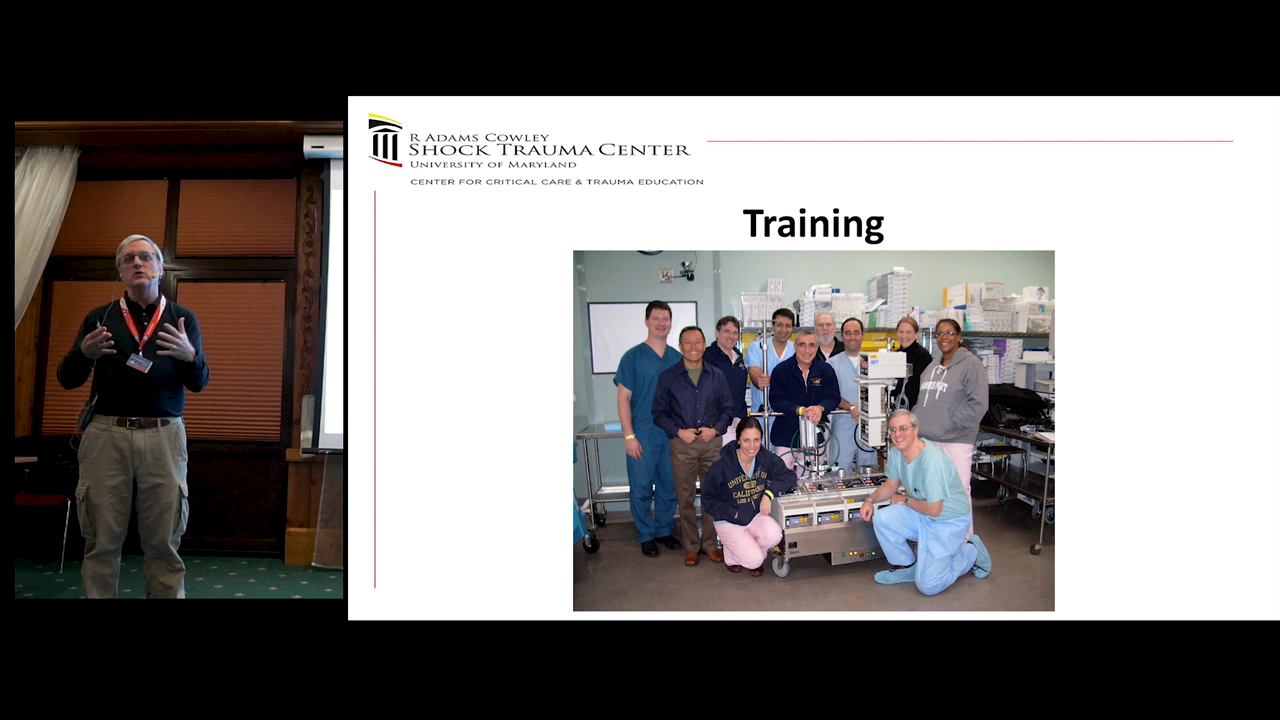 R Adams Cowley
Shock Trauma Center
University of Maryland
CENTER FOR CRITICAL CARE & TRAUMA EDUCATION
Training
UNIVERSITY OF
CALIFORNIA